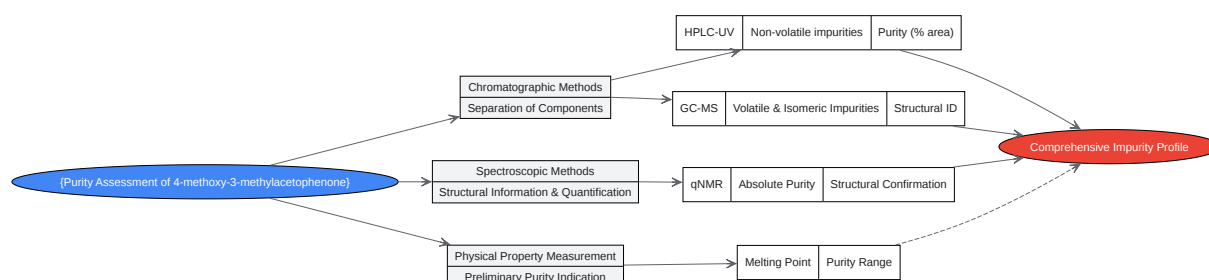 HPLC-UV Non-volatile impurities Purity (% area)
Chromatographic Methods
Separation of Components
GC-MS Volatile & Isomeric Impurities Structural ID
Comprehensive Impurity Profile
{Purity Assessment of 4-methoxy-3-methylacetophenone}
Spectroscopic Methods
Structural Information & Quantification
qNMR Absolute Purity Structural Confirmation
Physical Property Measurement
Preliminary Purity Indication
Melting Point Purity Range